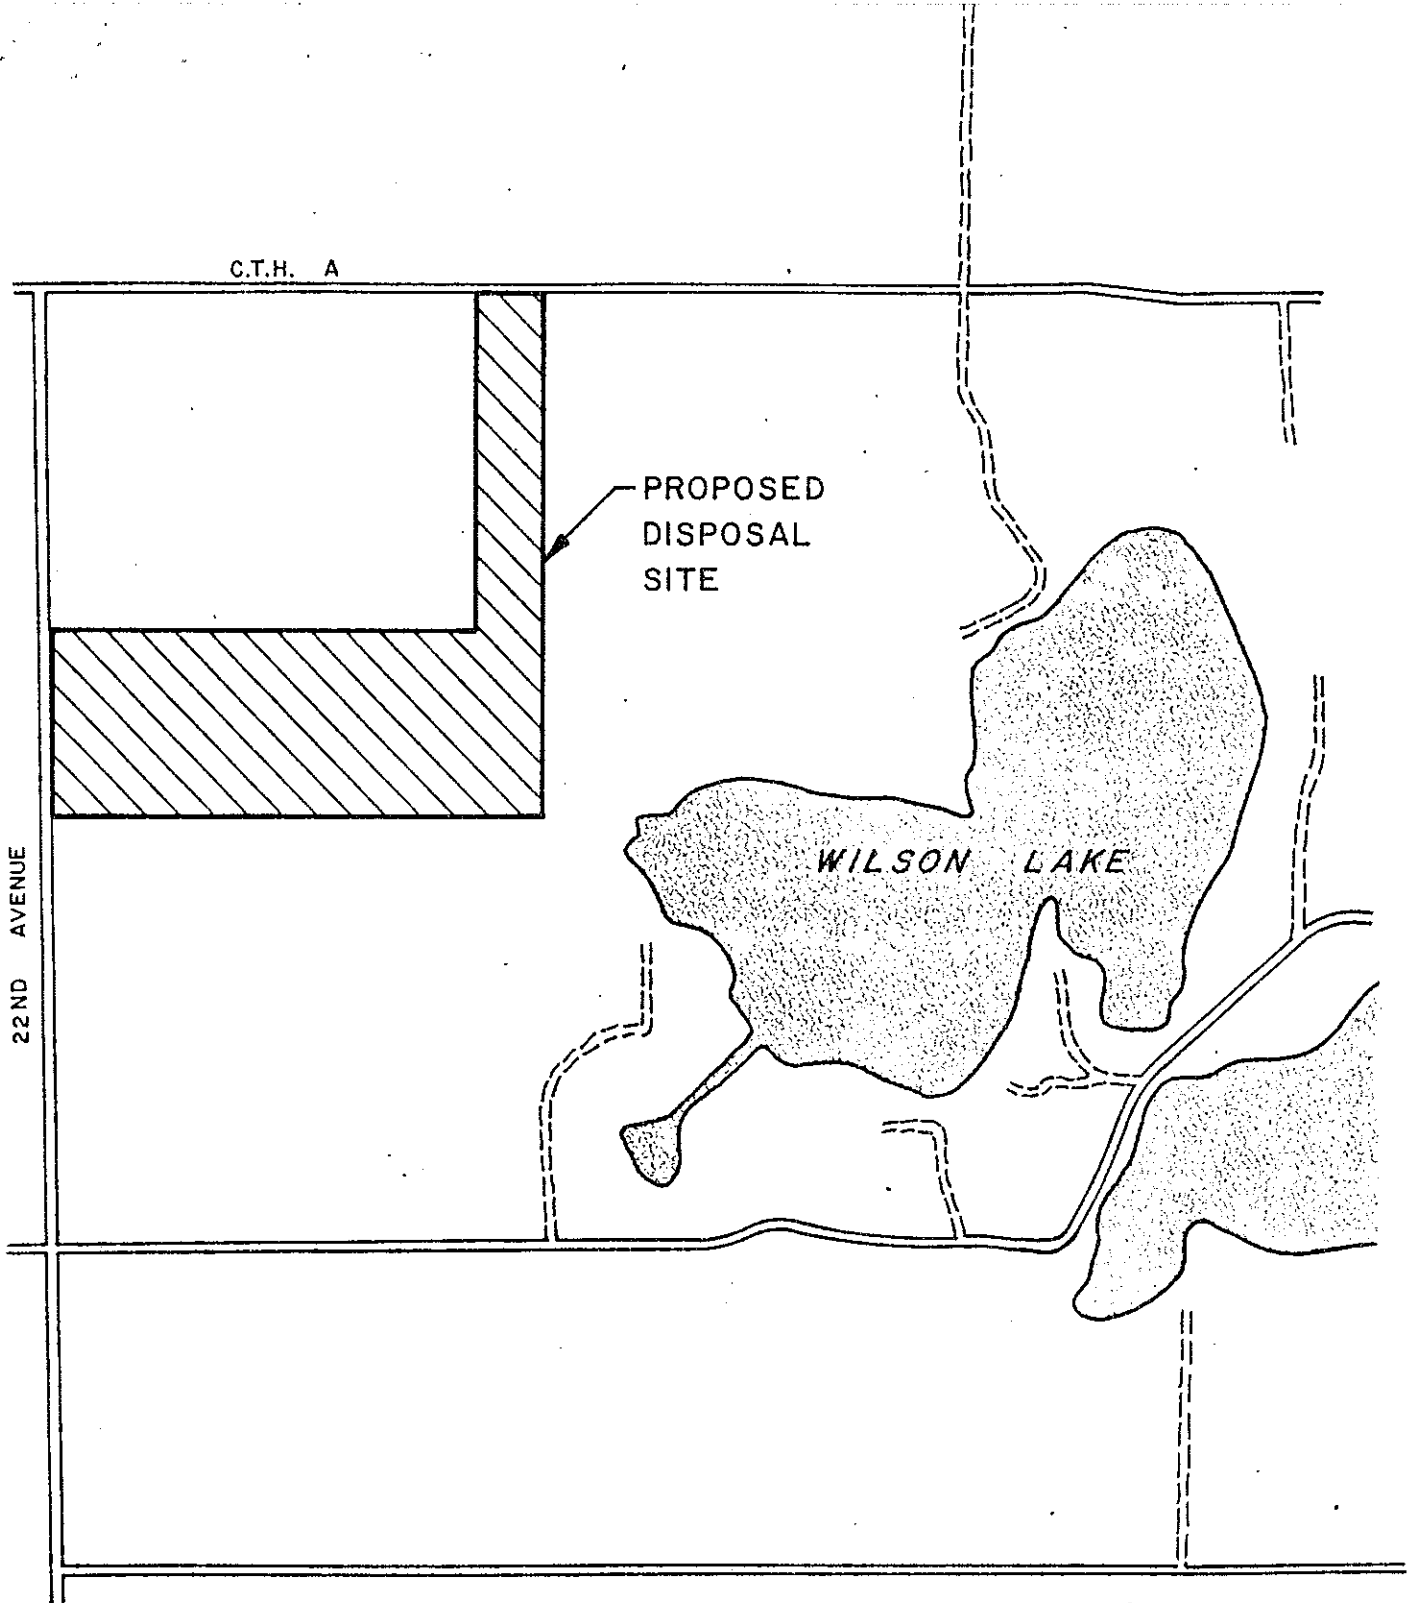 C.T.H. A
PROPOSED
DISPOSAL
SITE
WILSON LAKE
22ND AVENUE